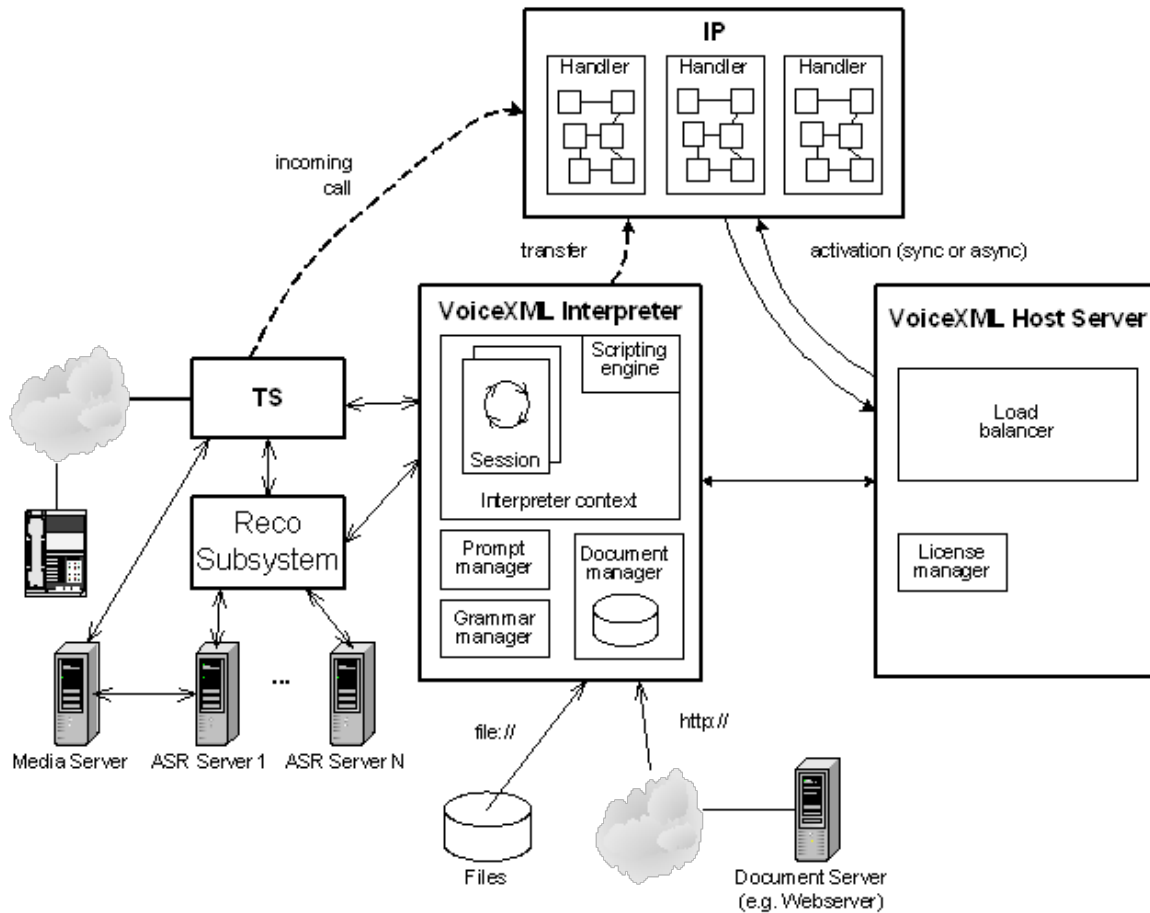 IP
Handler
Handler
Handler
incoming
call
transfer
activation (sync or async)
VoiceXML Interpreter
Scripting
engine
Session
Interpreter context
Prompt
manager
Grammar
manager
Document
manager
VoiceXML Host Server
Load
balancer
License
manager
TS
Reco
Subsystem
...
Media Server
ASR Server 1
ASR Server N
file://
http://
Files
Document Server
(e.g. Webserver)